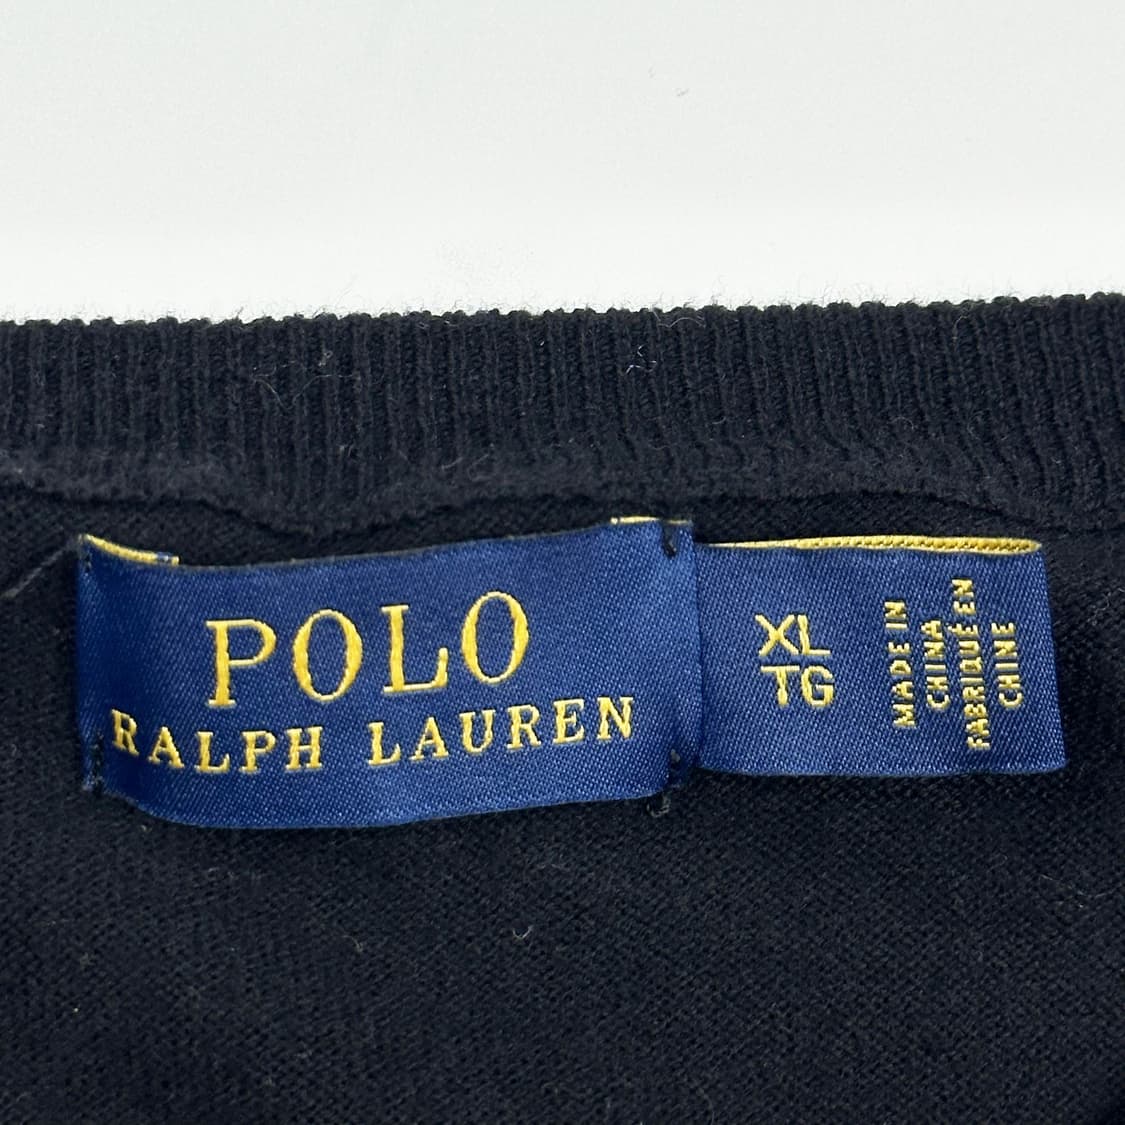 POLO
RALPH LAUREN
XL
TG
MADE IN
CHINA
FABRIQUÉ EN
CHINE